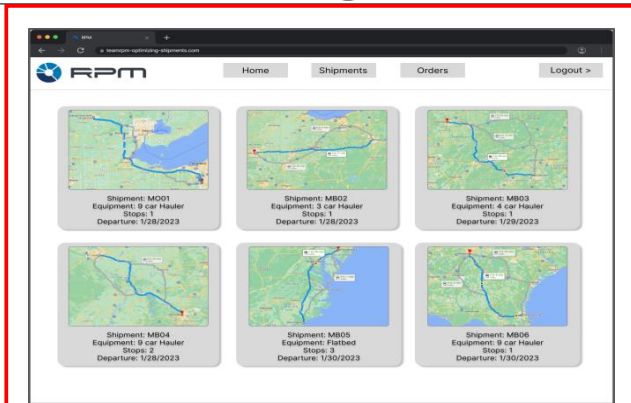 RPM
teamrpm-optimizing-shipments.com
RPM
Home
Shipments
Orders
Logout >
Shipment: MO01
Equipment: 9 car Hauler
Stops: 1
Departure: 1/28/2023
Shipment: MB02
Equipment: 3 car Hauler
Stops: 1
Departure: 1/28/2023
Shipment: MB03
Equipment: 4 car Hauler
Stops: 1
Departure: 1/29/2023
Shipment: MB04
Equipment: 9 car Hauler
Stops: 2
Departure: 1/28/2023
Shipment: MB05
Equipment: Flatbed
Stops: 3
Departure: 1/30/2023
Shipment: MB06
Equipment: 9 car Hauler
Stops: 1
Departure: 1/30/2023